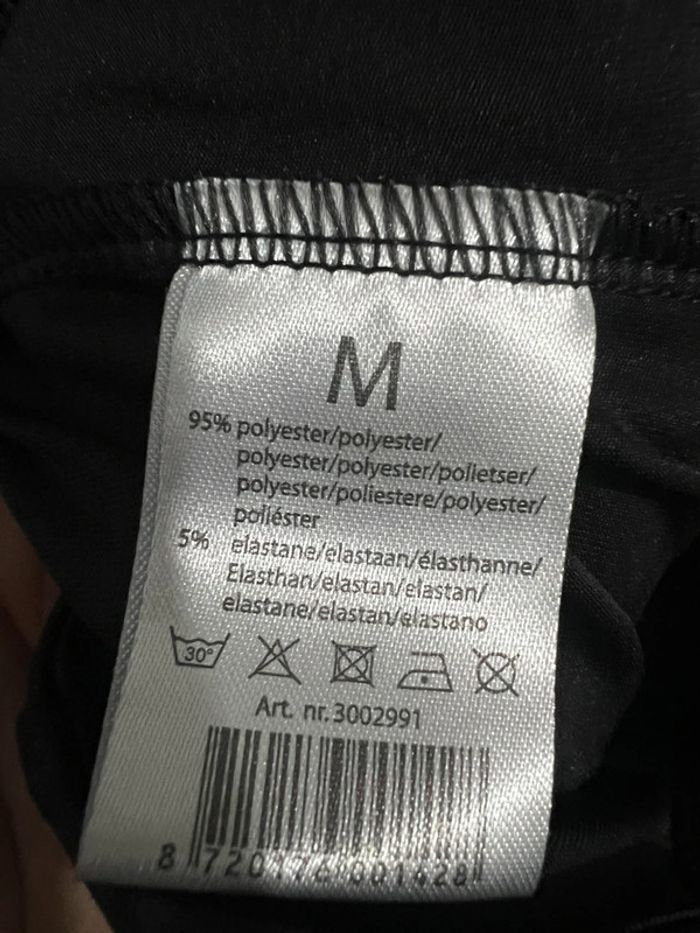 M
95% polyester/polyester/
polyester/polyester/polietser/
polyester/poliestere/polyester/
poliéster
5% elastane/elastaan/élasthanne/
Elasthan/elastan/elastan/
elastane/elastan/elastano
30°
Art. nr.3002991
8 720176 001428